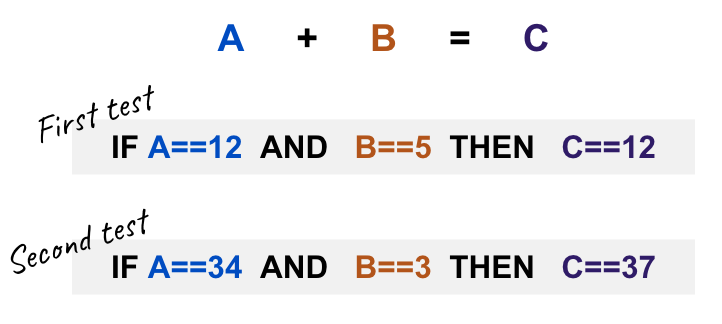 A + B = C
First test
IF A==12 AND B==5 THEN C==12
Second test
IF A==34 AND B==3 THEN C==37